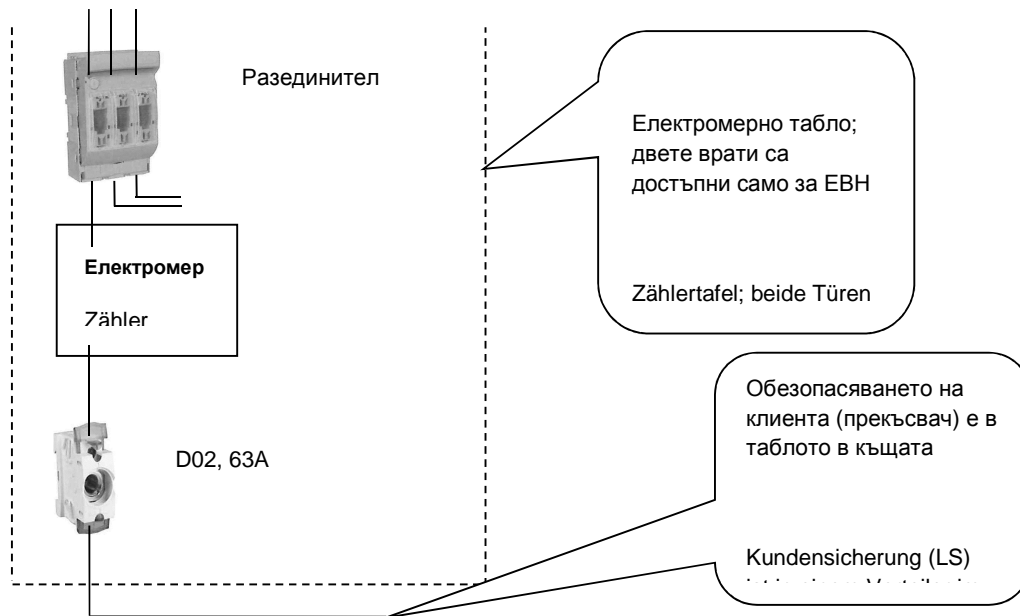 Разединител
Електромерно табло;
двете врати са
достъпни само за ЕВН
Zählertafel; beide Türen
Електромер
Zähler
D02, 63A
Обезопасяването на
клиента (прекъсвач) е в
таблото в къщата
Kundensicherung (LS)